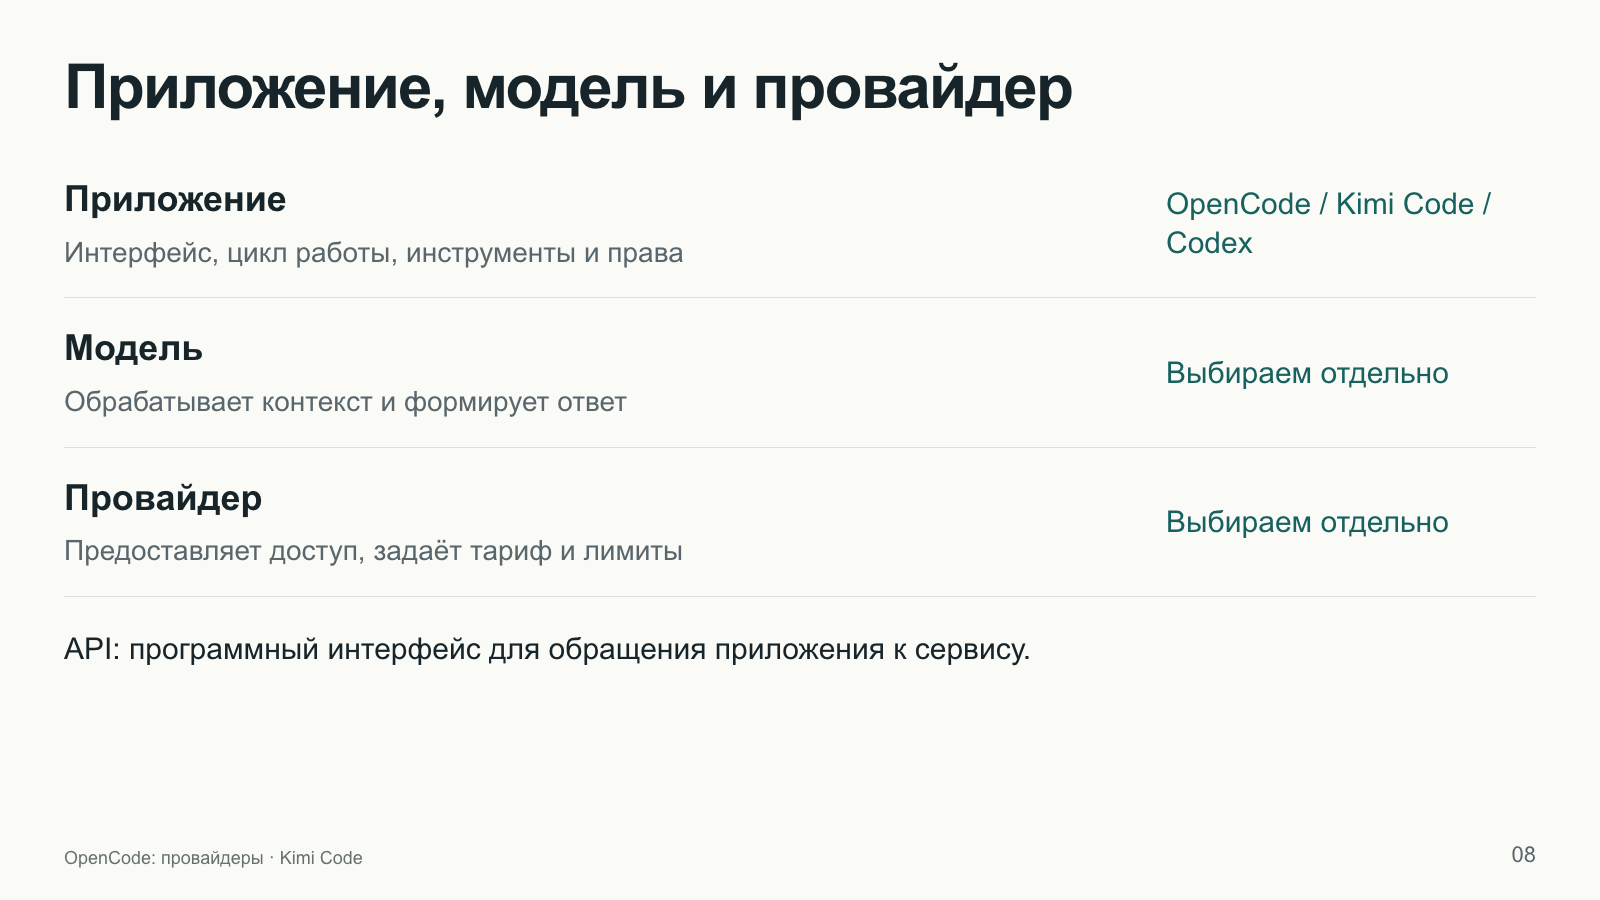 Приложение, модель и провайдер
Приложение
Интерфейс, цикл работы, инструменты и права
OpenCode / Kimi Code /
Codex
Модель
Обрабатывает контекст и формирует ответ
Выбираем отдельно
Провайдер
Предоставляет доступ, задаёт тариф и лимиты
Выбираем отдельно
API: программный интерфейс для обращения приложения к сервису.
OpenCode: провайдеры · Kimi Code
08